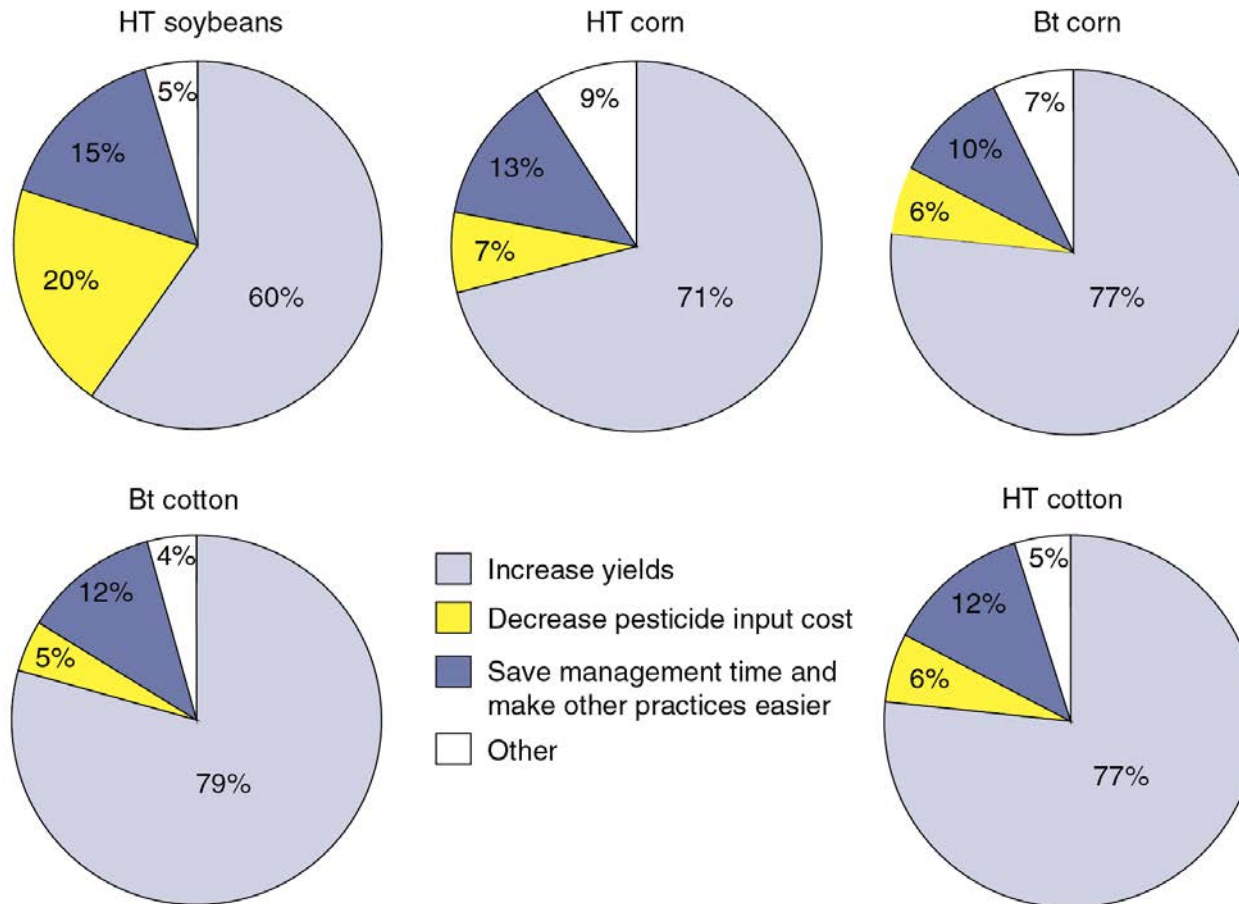 HT soybeans
5%
15%
20%
60%
HT corn
9%
13%
7%
71%
Bt corn
7%
10%
6%
77%
Bt cotton
4%
12%
5%
79%
Increase yields
Decrease pesticide input cost
Save management time and
make other practices easier
Other
HT cotton
5%
12%
6%
77%